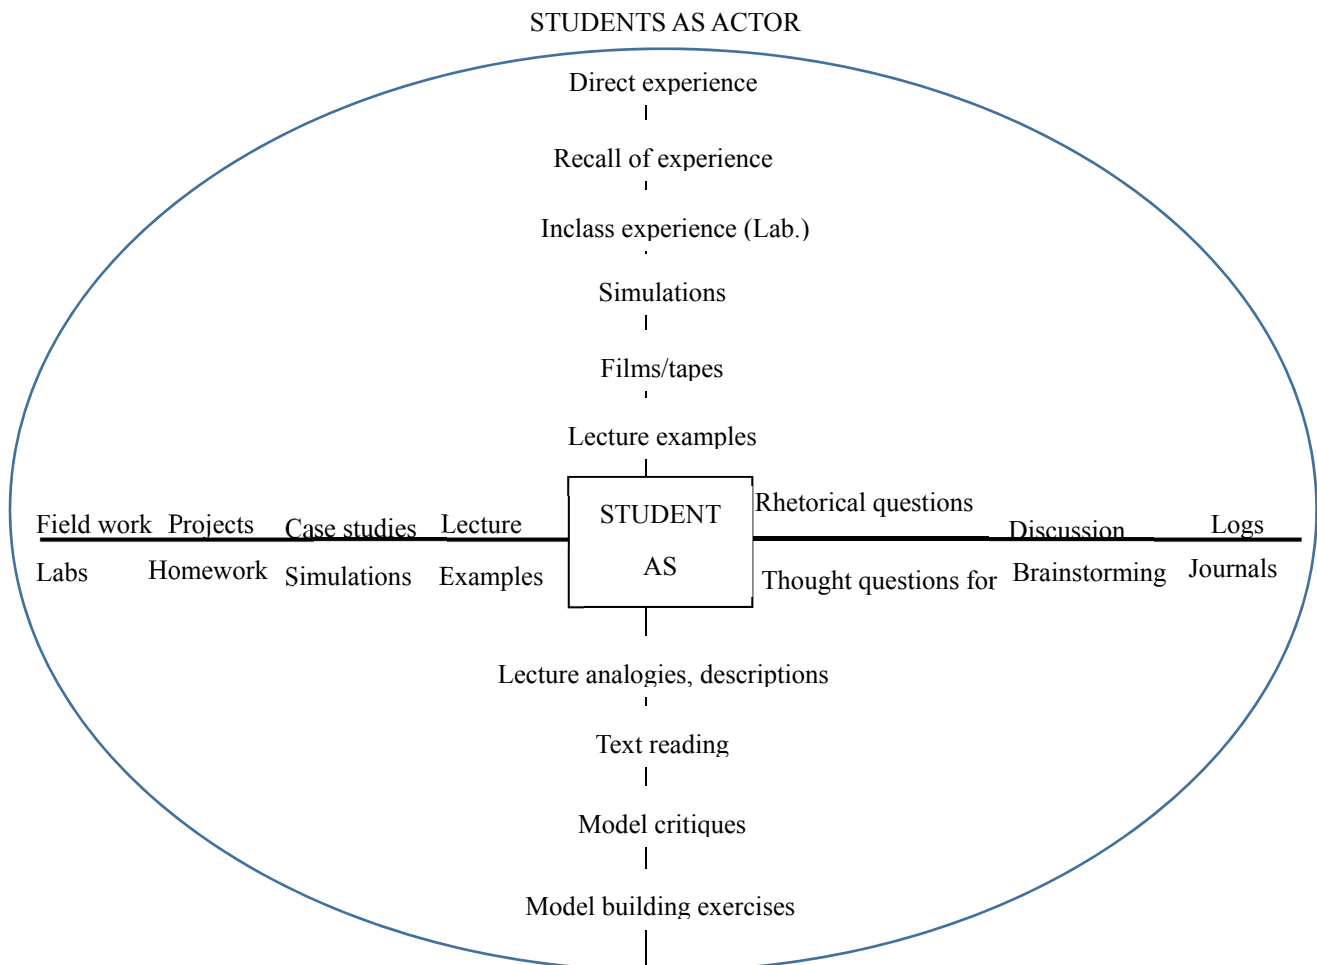 STUDENTS AS ACTOR
Direct experience
Recall of experience
Inclass experience (Lab.)
Simulations
Films/tapes
Lecture examples
Field work Projects Case studies Lecture
Labs Homework Simulations Examples
STUDENT
AS
Rhetorical questions
Discussion Logs
Thought questions for Brainstorming Journals
Lecture analogies, descriptions
Text reading
Model critiques
Model building exercises